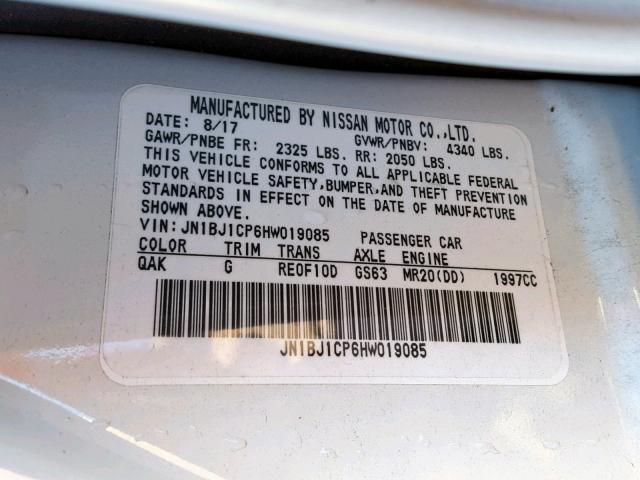 MANUFACTURED BY NISSAN MOTOR CO.,LTD.
DATE: 8/17 GVWR/PNBV: 4340 LBS.
GAWR/PNBE FR: 2325 LBS. RR: 2050 LBS.
THIS VEHICLE CONFORMS TO ALL APPLICABLE FEDERAL
MOTOR VEHICLE SAFETY,BUMPER,AND THEFT PREVENTION
STANDARDS IN EFFECT ON THE DATE OF MANUFACTURE
SHOWN ABOVE.
VIN:JN1BJ1CP6HW019085 PASSENGER CAR
COLOR TRIM TRANS AXLE ENGINE
QAK G RE0F10D GS63 MR20(DD) 1997CC
JN1BJ1CP6HW019085